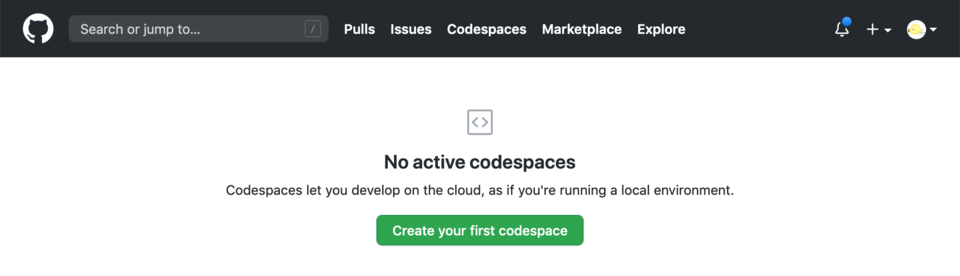 Search or jump to... / Pulls Issues Codespaces Marketplace Explore
No active codespaces
Codespaces let you develop on the cloud, as if you're running a local environment.
Create your first codespace